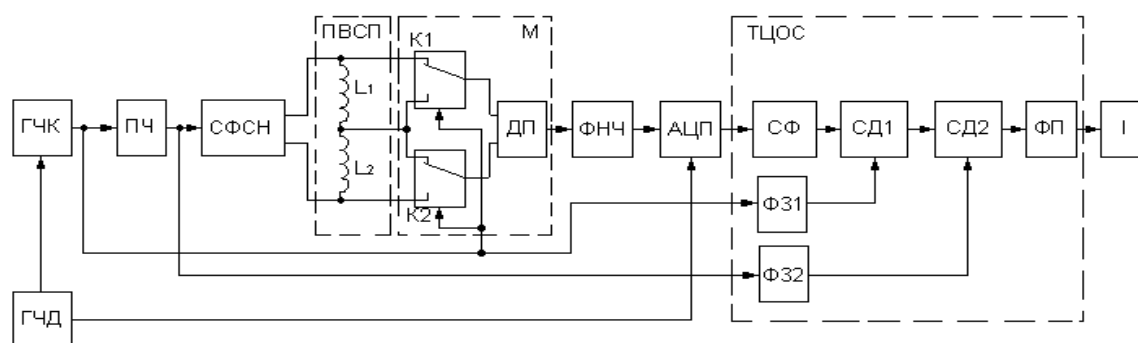 ПВСП
М
ТЦОС
К1
L₁
ГЧК
ПЧ
СФСН
ДП
ФНЧ
АЦП
СФ
СД1
СД2
ФП
І
L₂
К2
ФЗ1
ФЗ2
ГЧД